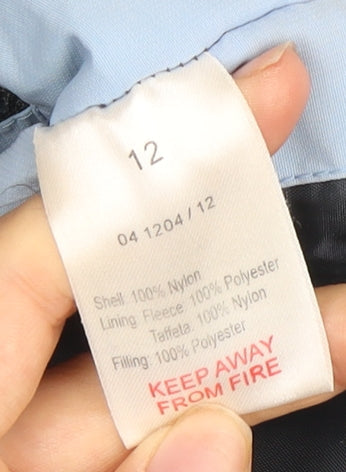 12
04 1204 / 12
Shell: 100% Nylon
Lining Fleece: 100% Polyester
Taffeta: 100% Nylon
Filling: 100% Polyester
KEEP AWAY
FROM FIRE